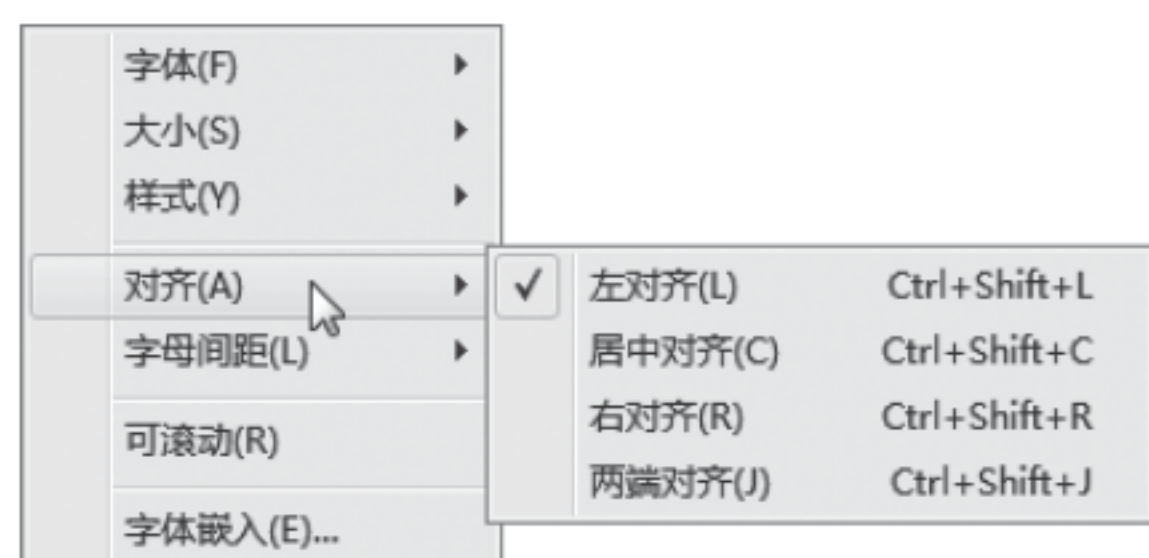 字体(F)
大小(S)
样式(Y)
对齐(A)
字母间距(L)
可滚动(R)
字体嵌入(E)...
左对齐(L) Ctrl+Shift+L
居中对齐(C) Ctrl+Shift+C
右对齐(R) Ctrl+Shift+R
两端对齐(J) Ctrl+Shift+J